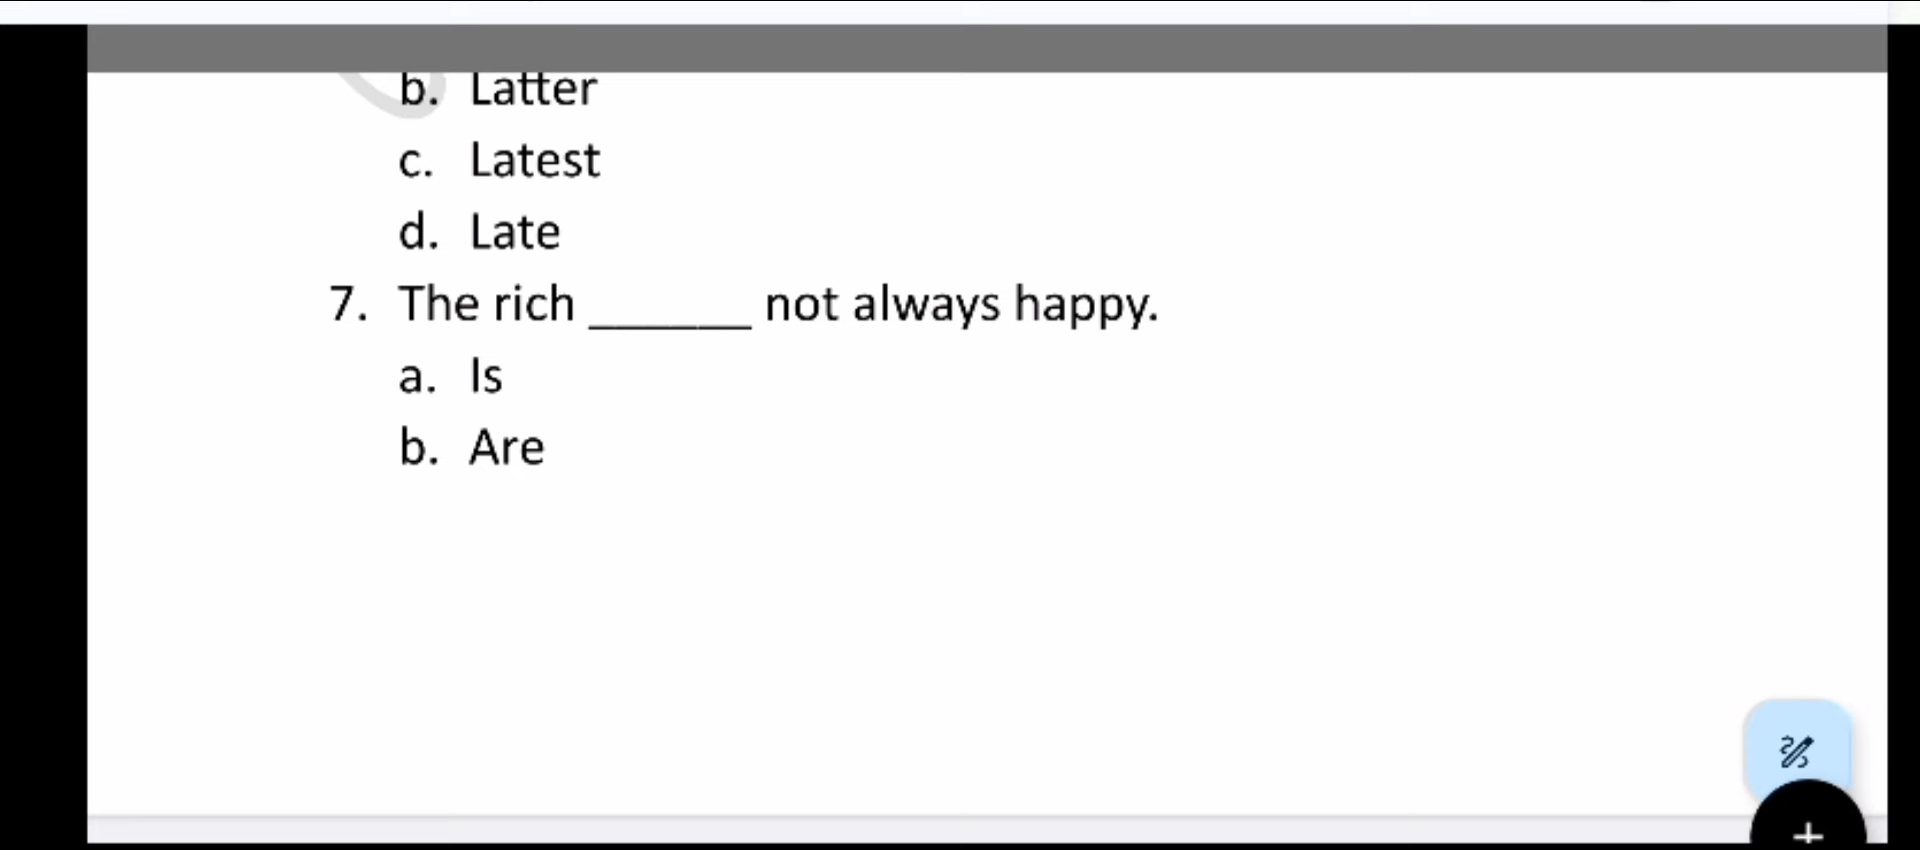 b. Latter
c. Latest
d. Late
7. The rich ______ not always happy.
a. Is
b. Are